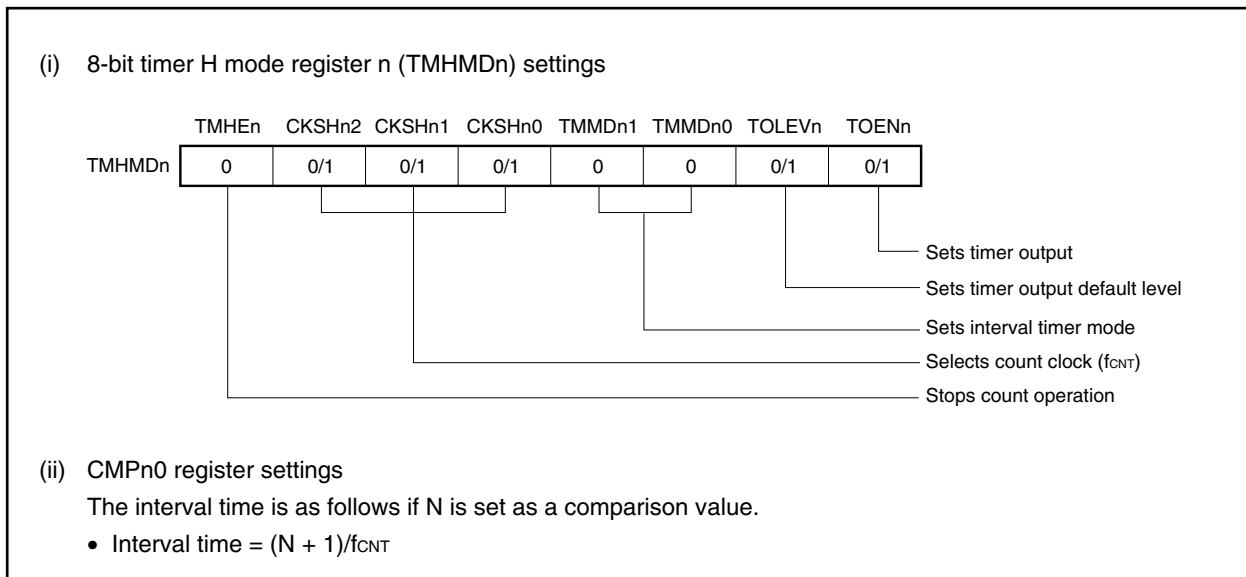 (i) 8-bit timer H mode register n (TMHMDn) settings
TMHEn CKSHn2 CKSHn1 CKSHn0 TMMDn1 TMMDn0 TOLEVn TOENn
TMHMDn 0 0/1 0/1 0/1 0 0 0/1 0/1
Sets timer output
Sets timer output default level
Sets interval timer mode
Selects count clock (fCNT)
Stops count operation
(ii) CMPn0 register settings
The interval time is as follows if N is set as a comparison value.
• Interval time = (N + 1)/fCNT